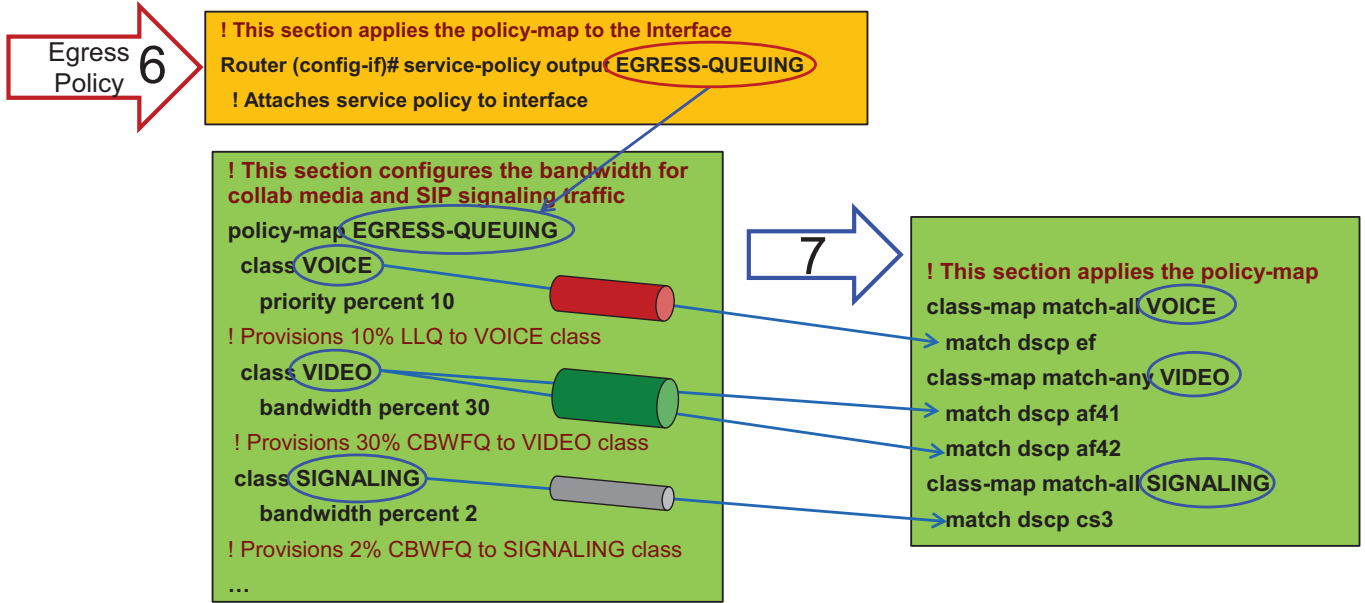 Egress
Policy
6
! This section applies the policy-map to the Interface
Router (config-if)# service-policy output EGRESS-QUEUING
! Attaches service policy to interface
! This section configures the bandwidth for
collab media and SIP signaling traffic
policy-map EGRESS-QUEUING
class VOICE
priority percent 10
! Provisions 10% LLQ to VOICE class
class VIDEO
bandwidth percent 30
! Provisions 30% CBWFQ to VIDEO class
class SIGNALING
bandwidth percent 2
! Provisions 2% CBWFQ to SIGNALING class
…
7
! This section applies the policy-map
class-map match-all VOICE
match dscp ef
class-map match-any VIDEO
match dscp af41
match dscp af42
class-map match-all SIGNALING
match dscp cs3